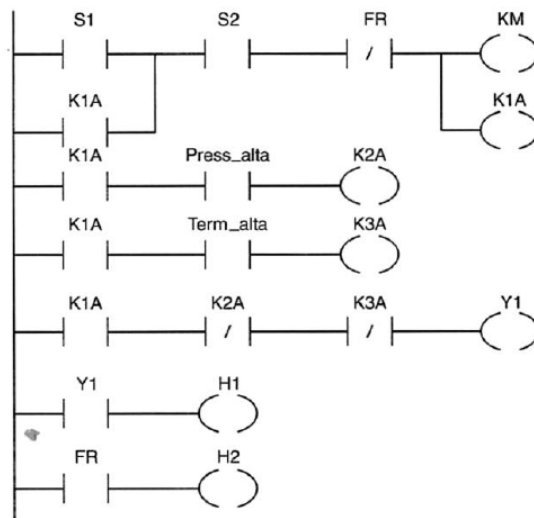 S1 S2 FR KM
K1A K1A
K1A Press_alta K2A
K1A Term_alta K3A
K1A K2A K3A Y1
Y1 H1
FR H2